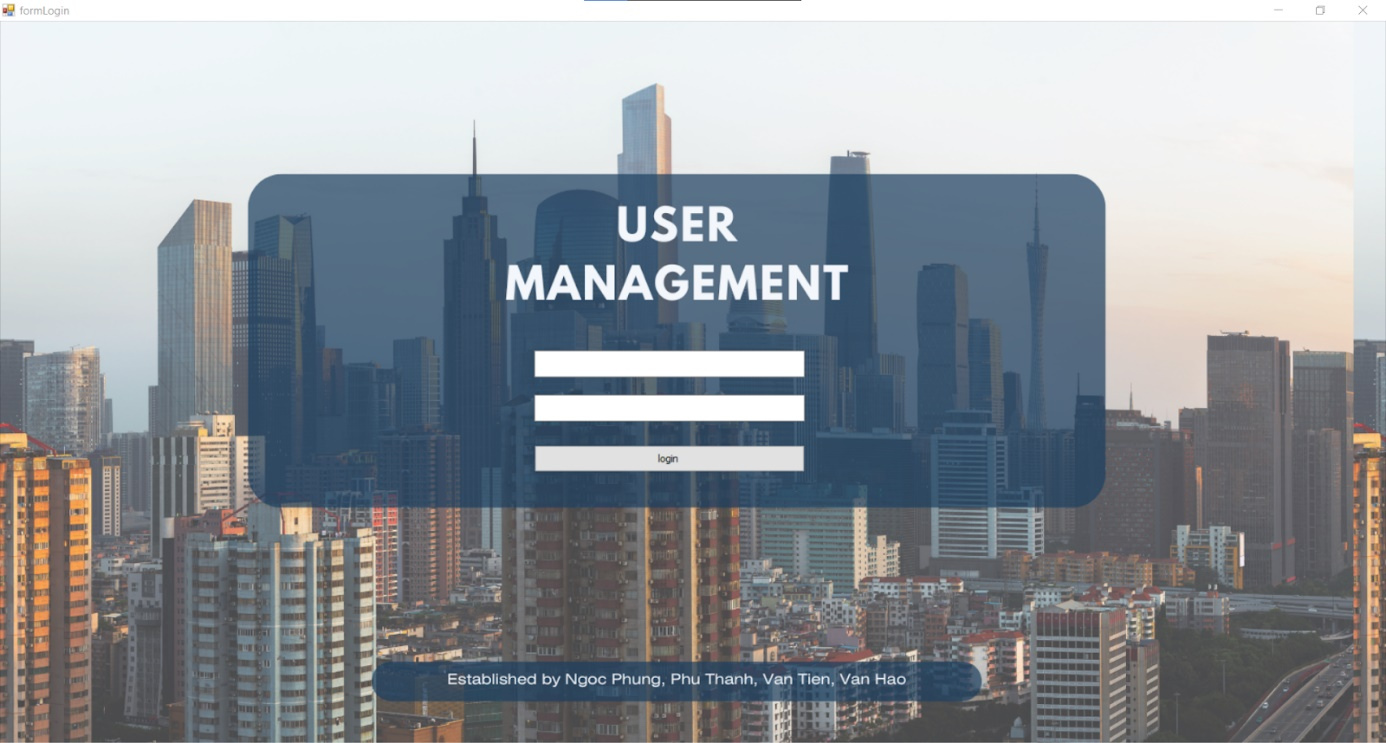 formLogin
USER
MANAGEMENT
login
Established by Ngoc Phung, Phu Thanh, Van Tien, Van Hao